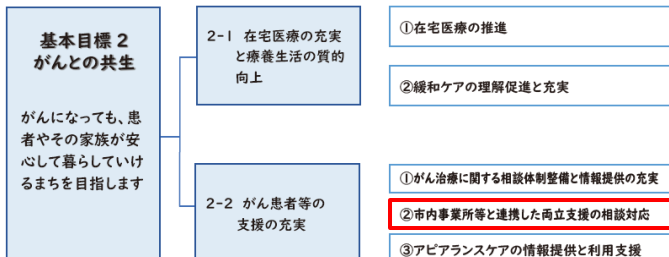 基本目標2
がんとの共生
がんになっても、患
者やその家族が安
心して暮らしていけ
るまちを目指します
2-1 在宅医療の充実
と療養生活の質的
向上
①在宅医療の推進
②緩和ケアの理解促進と充実
2-2 がん患者等の
支援の充実
①がん治療に関する相談体制整備と情報提供の充実
②市内事業所等と連携した両立支援の相談対応
③アピアランスケアの情報提供と利用支援